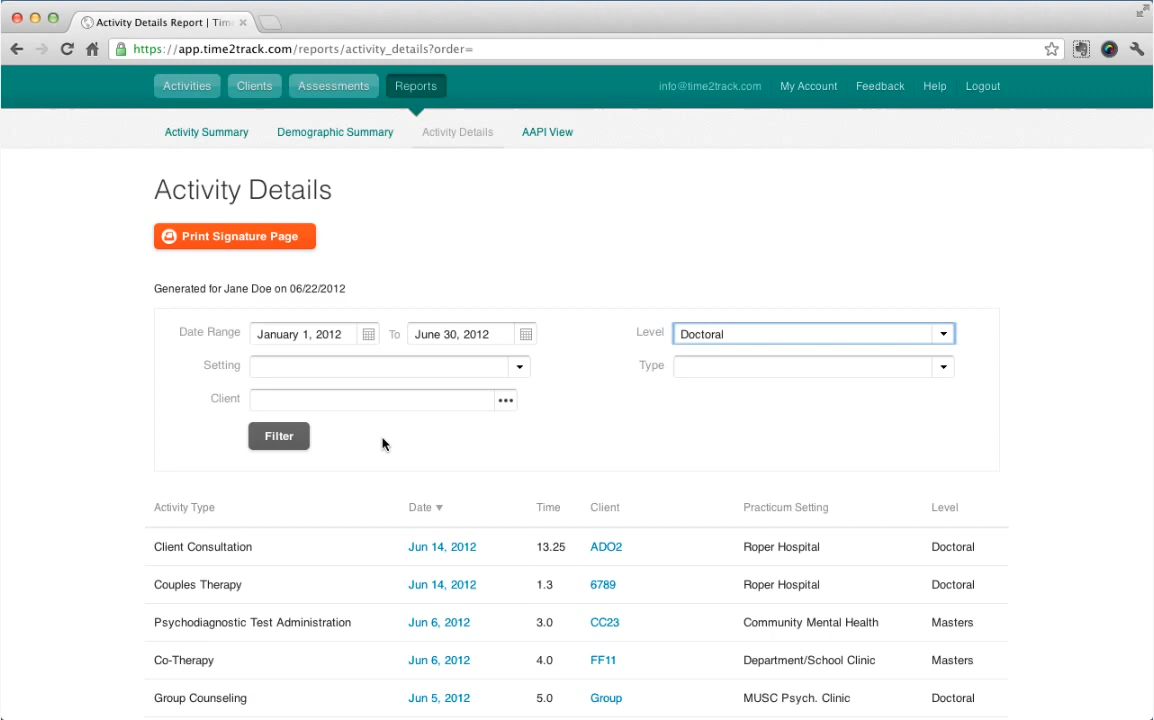 Activity Details Report | Time
https://app.time2track.com/reports/activity_details?order=
Activities Clients Assessments Reports info@time2track.com My Account Feedback Help Logout
Activity Summary Demographic Summary Activity Details AAPI View
Activity Details
Print Signature Page
Generated for Jane Doe on 06/22/2012
Date Range January 1, 2012 To June 30, 2012 Level Doctoral
Setting Type
Client
Filter
Activity Type Date Time Client Practicum Setting Level
Client Consultation Jun 14, 2012 13.25 ADO2 Roper Hospital Doctoral
Couples Therapy Jun 14, 2012 1.3 6789 Roper Hospital Doctoral
Psychodiagnostic Test Administration Jun 6, 2012 3.0 CC23 Community Mental Health Masters
Co-Therapy Jun 6, 2012 4.0 FF11 Department/School Clinic Masters
Group Counseling Jun 5, 2012 5.0 Group MUSC Psych. Clinic Doctoral